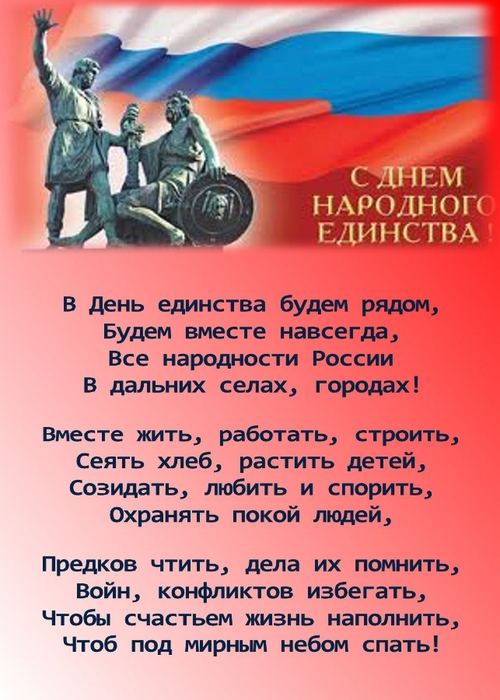 С ДНЕМ
НАРОДНОГО
ЕДИНСТВА !
В День единства будем рядом,
Будем вместе навсегда,
Все народности России
В дальних селах, городах!
Вместе жить, работать, строить,
Сеять хлеб, растить детей,
Созидать, любить и спорить,
Охранять покой людей,
Предков чтить, дела их помнить,
Войн, конфликтов избегать,
Чтобы счастьем жизнь наполнить,
Чтоб под мирным небом спать!